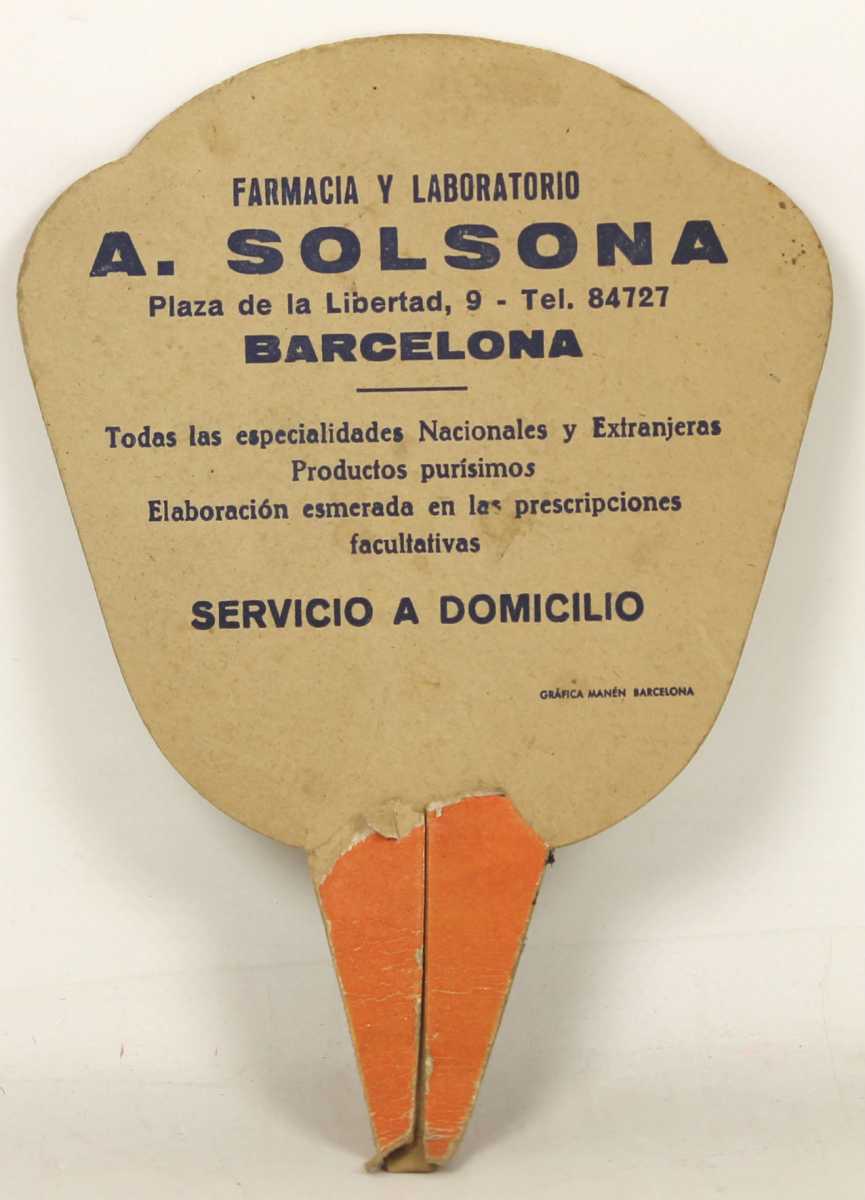 FARMACIA Y LABORATORIO
A. SOLSONA
Plaza de la Libertad, 9 - Tel. 84727
BARCELONA
Todas las especialidades Nacionales y Extranjeras
Productos purísimos
Elaboración esmerada en las prescripciones
facultativas
SERVICIO A DOMICILIO
GRÁFICA MANÉN BARCELONA